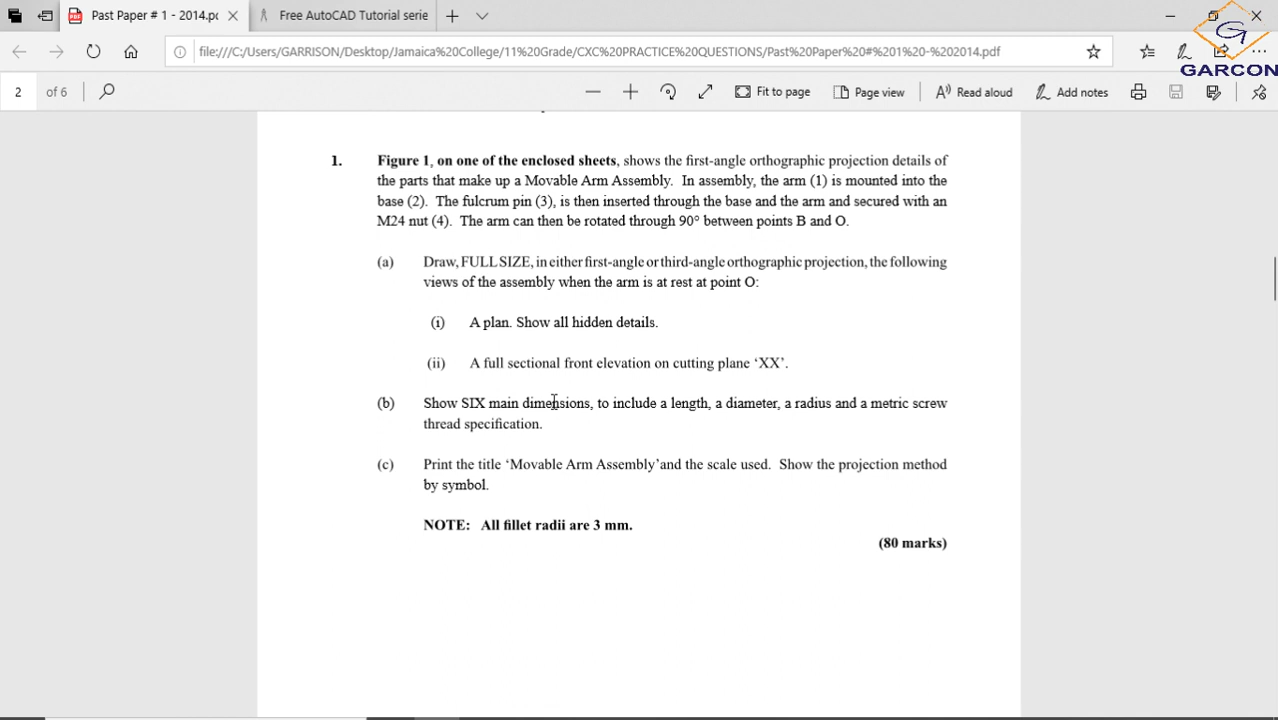 Past Paper # 1 - 2014.pc
Free AutoCAD Tutorial serie
file:///C:/Users/GARRISON/Desktop/Jamaica%20College/11%20Grade/CXC%20PRACTICE%20QUESTIONS/Past%20Paper%20#%201%20-%202014.pdf
GARCON
2 of 6
Fit to page
Page view
Read aloud
Add notes
1. Figure 1, on one of the enclosed sheets, shows the first-angle orthographic projection details of
the parts that make up a Movable Arm Assembly. In assembly, the arm (1) is mounted into the
base (2). The fulcrum pin (3), is then inserted through the base and the arm and secured with an
M24 nut (4). The arm can then be rotated through 90° between points B and O.
(a) Draw, FULL SIZE, in either first-angle or third-angle orthographic projection, the following
views of the assembly when the arm is at rest at point O:
(i) A plan. Show all hidden details.
(ii) A full sectional front elevation on cutting plane ‘XX’.
(b) Show SIX main dimensions, to include a length, a diameter, a radius and a metric screw
thread specification.
(c) Print the title ‘Movable Arm Assembly’and the scale used. Show the projection method
by symbol.
NOTE: All fillet radii are 3 mm.
(80 marks)